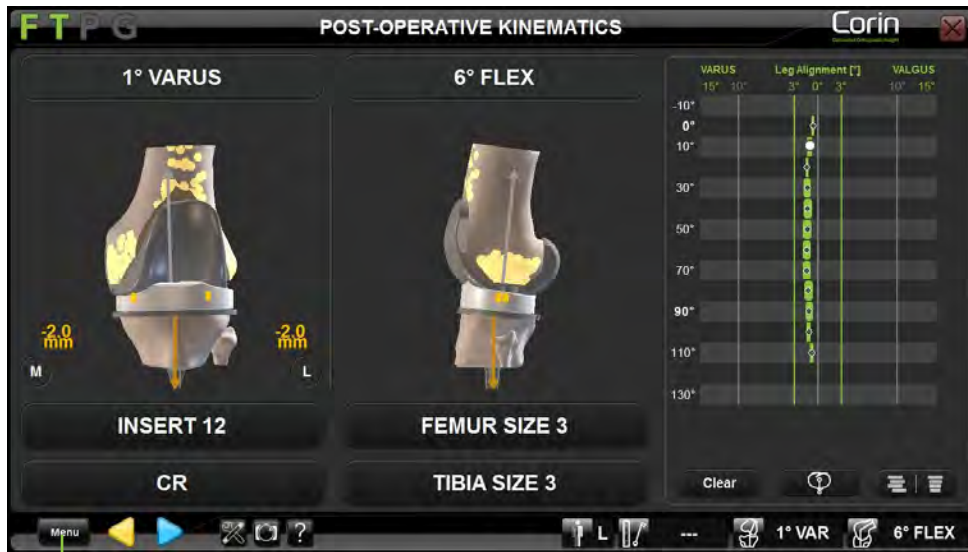 F T P G
POST-OPERATIVE KINEMATICS
Corin
1° VARUS
6° FLEX
VARUS Leg Alignment [°] VALGUS
15° 10° 3° 0° 3° 10° 15°
-10°
0°
10°
30°
50°
70°
90°
110°
130°
-2.0 mm
-2.0 mm
M
L
INSERT 12
FEMUR SIZE 3
CR
TIBIA SIZE 3
Clear
Menu
?
L
---
1° VAR
6° FLEX